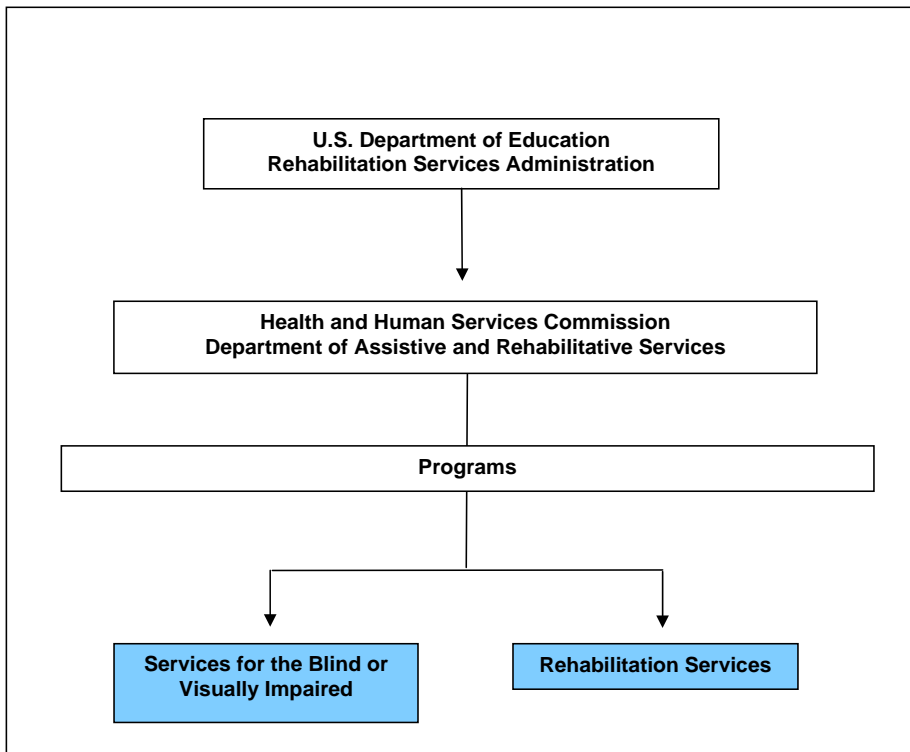 U.S. Department of Education
Rehabilitation Services Administration
Health and Human Services Commission
Department of Assistive and Rehabilitative Services
Programs
Services for the Blind or
Visually Impaired
Rehabilitation Services